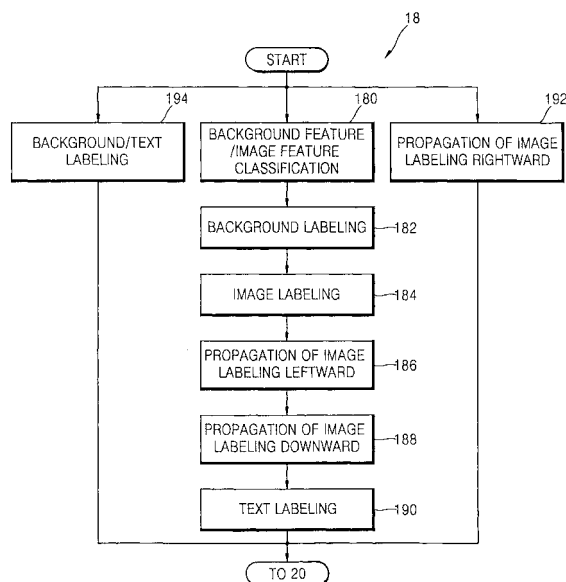 18
START
194
180
192
BACKGROUND/TEXT
LABELING
BACKGROUND FEATURE
/IMAGE FEATURE
CLASSIFICATION
PROPAGATION OF IMAGE
LABELING RIGHTWARD
BACKGROUND LABELING
182
IMAGE LABELING
184
PROPAGATION OF IMAGE
LABELING LEFTWARD
186
PROPAGATION OF IMAGE
LABELING DOWNWARD
188
TEXT LABELING
190
TO 20